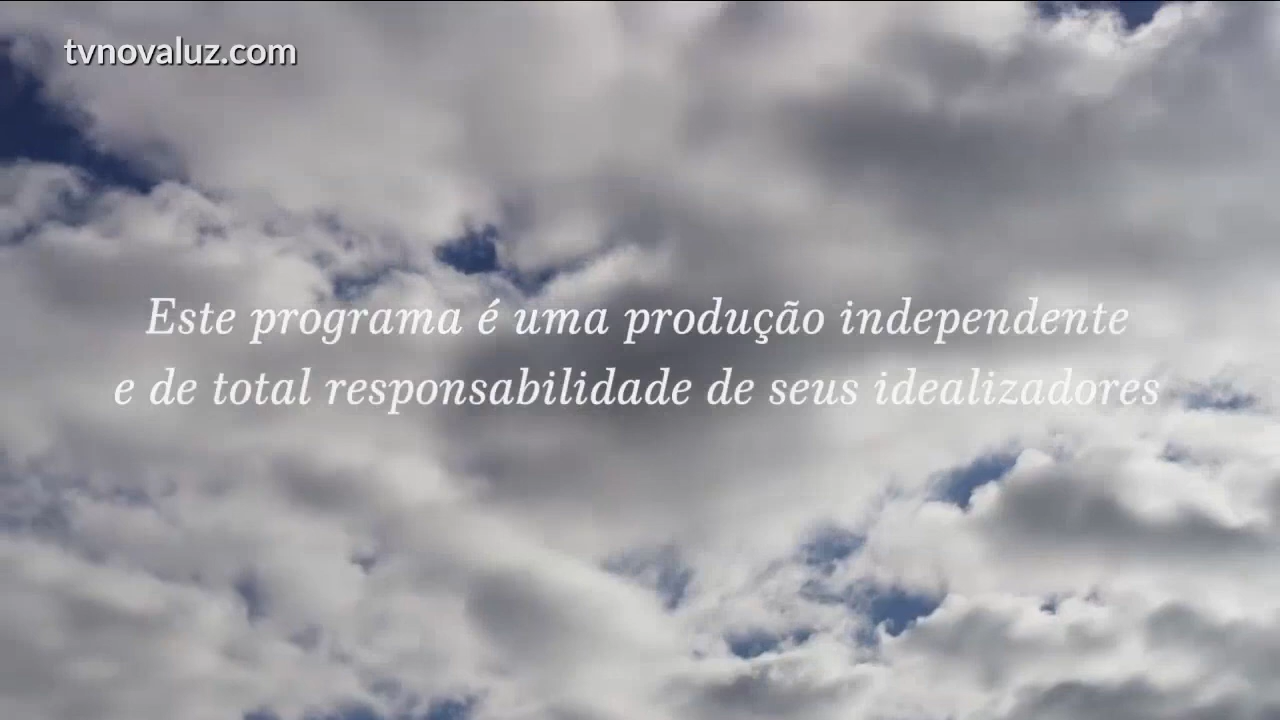 tvnovaluz.com
Este programa é uma produção independente
e de total responsabilidade de seus idealizadores